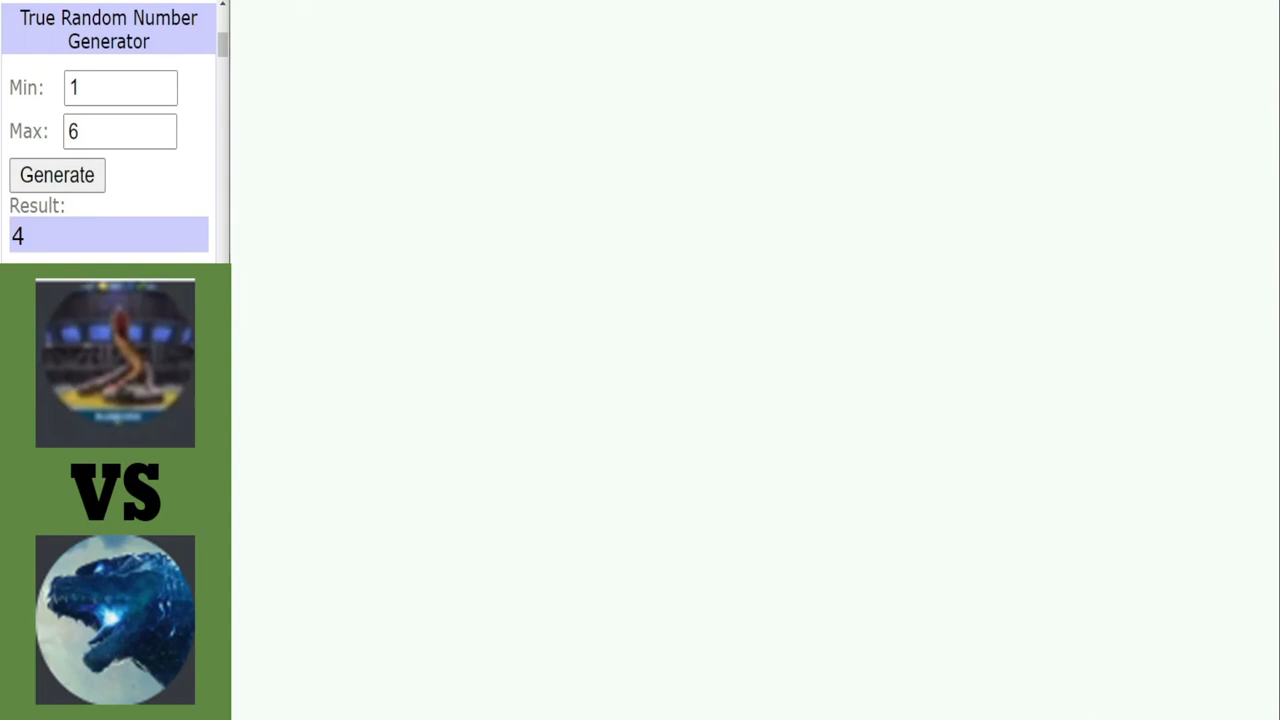 True Random Number
Generator
Min: 1
Max: 6
Generate
Result:
4
VS